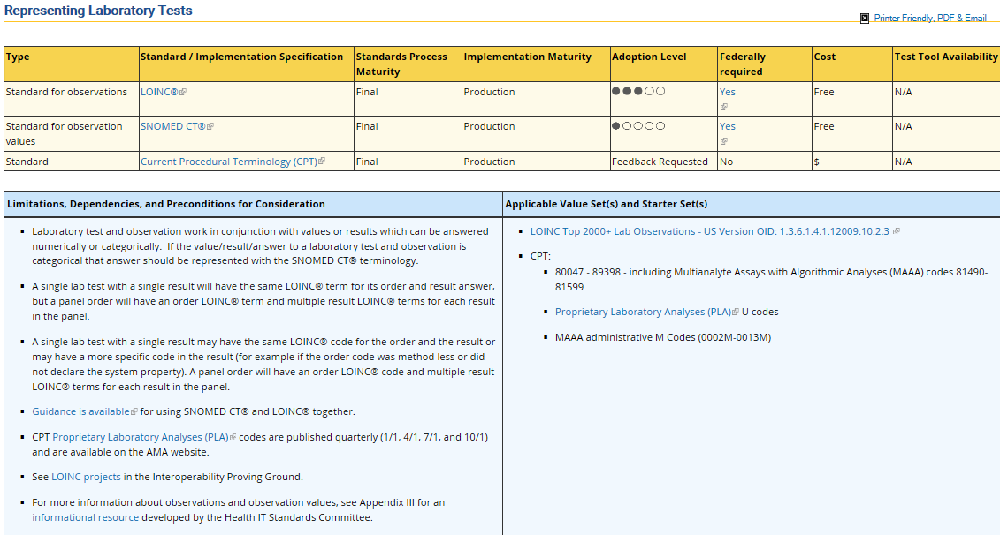 Representing Laboratory Tests
Printer Friendly, PDF & Email
Type Standard / Implementation Specification Standards Process Maturity Implementation Maturity Adoption Level Federally required Cost Test Tool Availability
Standard for observations LOINC® Final Production ●●●○○ Yes Free N/A
Standard for observation values SNOMED CT® Final Production ●○○○○ Yes Free N/A
Standard Current Procedural Terminology (CPT) Final Production Feedback Requested No $ N/A
Limitations, Dependencies, and Preconditions for Consideration
▪ Laboratory test and observation work in conjunction with values or results which can be answered
numerically or categorically. If the value/result/answer to a laboratory test and observation is
categorical that answer should be represented with the SNOMED CT® terminology.
▪ A single lab test with a single result will have the same LOINC® term for its order and result answer,
but a panel order will have an order LOINC® term and multiple result LOINC® terms for each result
in the panel.
▪ A single lab test with a single result may have the same LOINC® code for the order and the result or
may have a more specific code in the result (for example if the order code was method less or did
not declare the system property). A panel order will have an order LOINC® code and multiple result
LOINC® terms for each result in the panel.
▪ Guidance is available for using SNOMED CT® and LOINC® together.
▪ CPT Proprietary Laboratory Analyses (PLA) codes are published quarterly (1/1, 4/1, 7/1, and 10/1)
and are available on the AMA website.
▪ See LOINC projects in the Interoperability Proving Ground.
▪ For more information about observations and observation values, see Appendix III for an
informational resource developed by the Health IT Standards Committee.
Applicable Value Set(s) and Starter Set(s)
▪ LOINC Top 2000+ Lab Observations - US Version OID: 1.3.6.1.4.1.12009.10.2.3
▪ CPT:
▪ 80047 - 89398 - including Multianalyte Assays with Algorithmic Analyses (MAAA) codes 81490-
81599
▪ Proprietary Laboratory Analyses (PLA) U codes
▪ MAAA administrative M Codes (0002M-0013M)